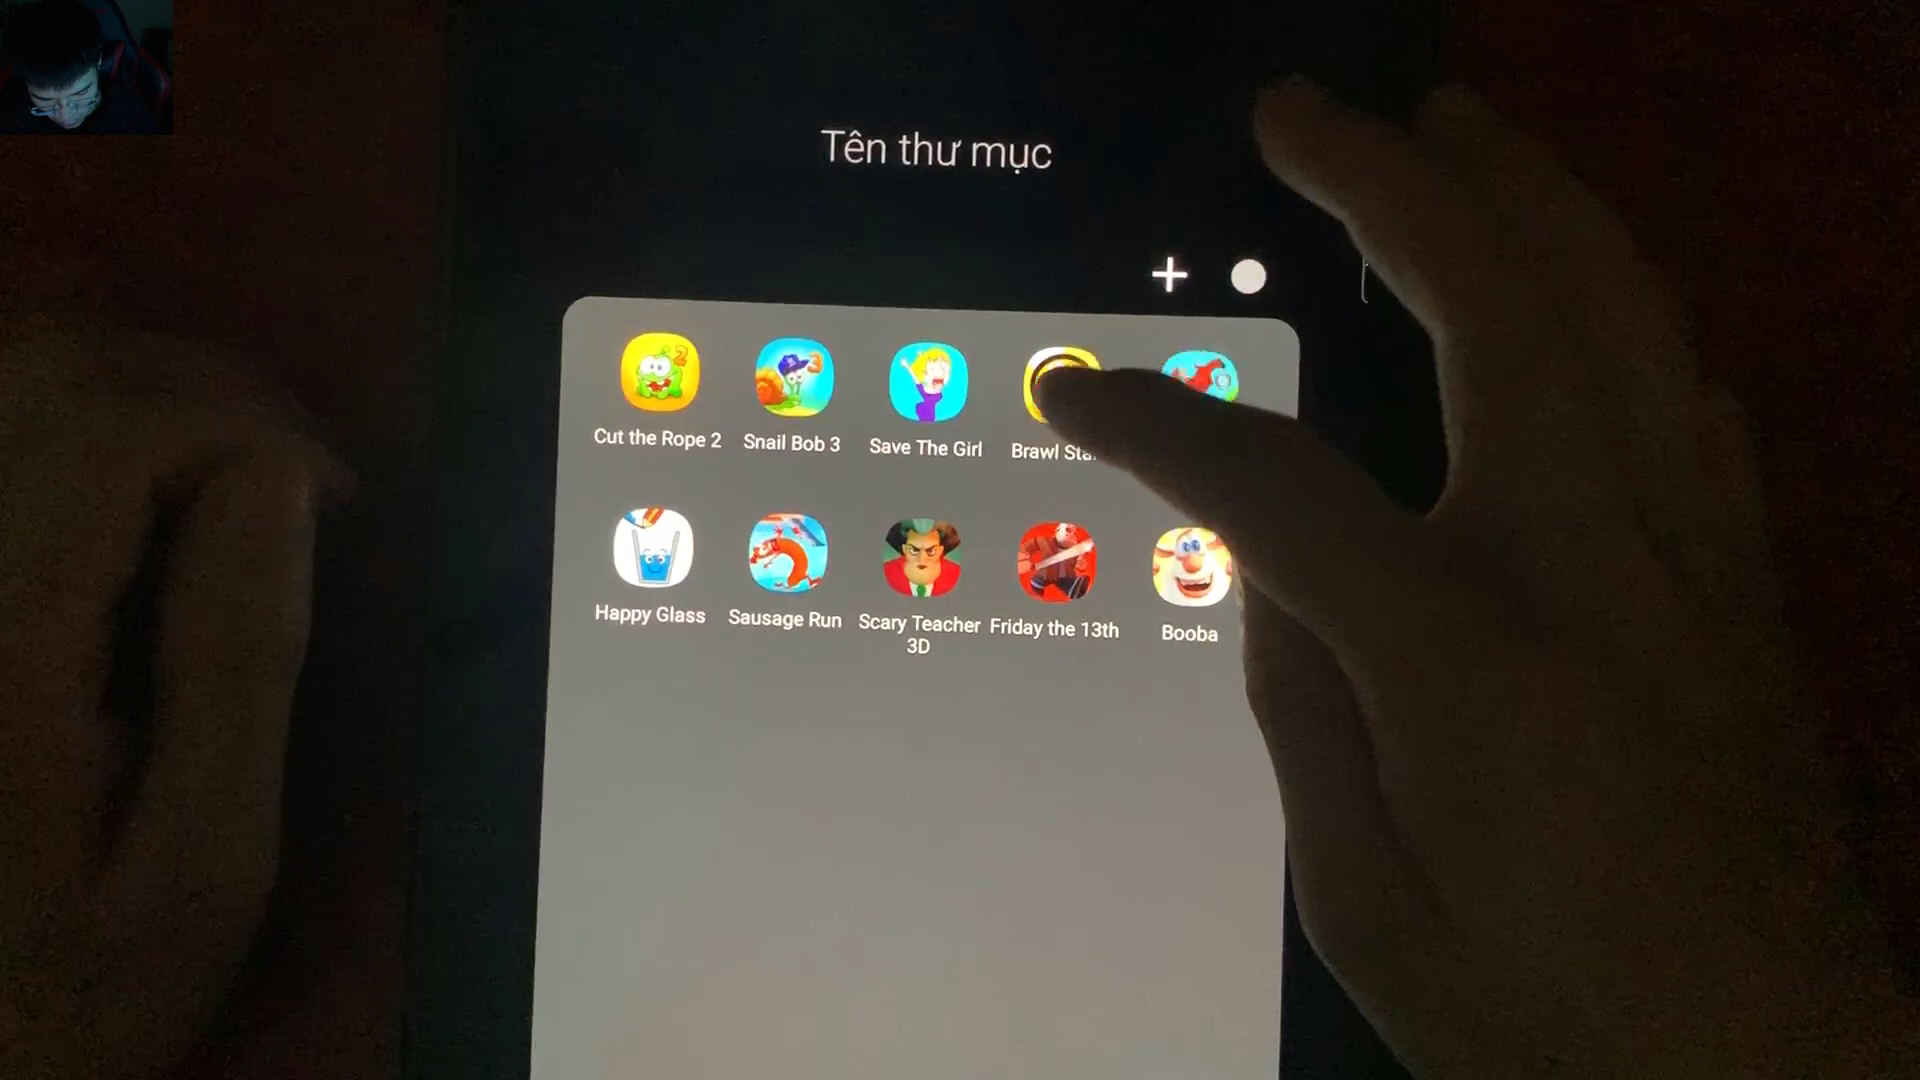 Tên thư mục
Cut the Rope 2
Snail Bob 3
Save The Girl
Brawl
Happy Glass
Sausage Run
Scary Teacher
3D
Friday the 13th
Booba